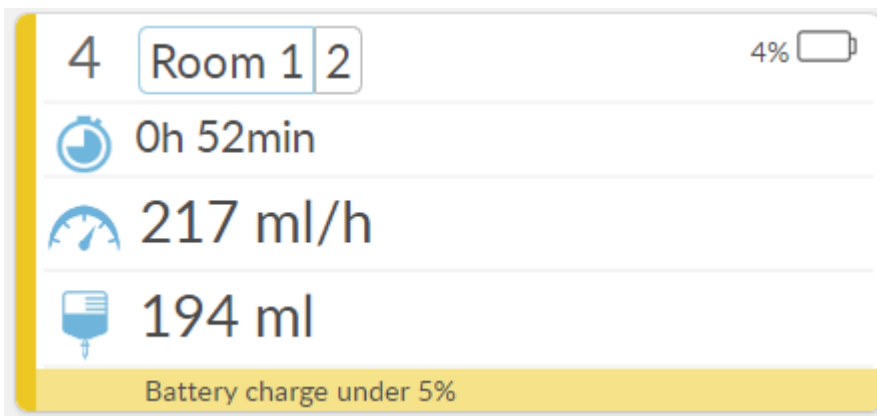 4 Room 1 2 4%
0h 52min
217 ml/h
194 ml
Battery charge under 5%